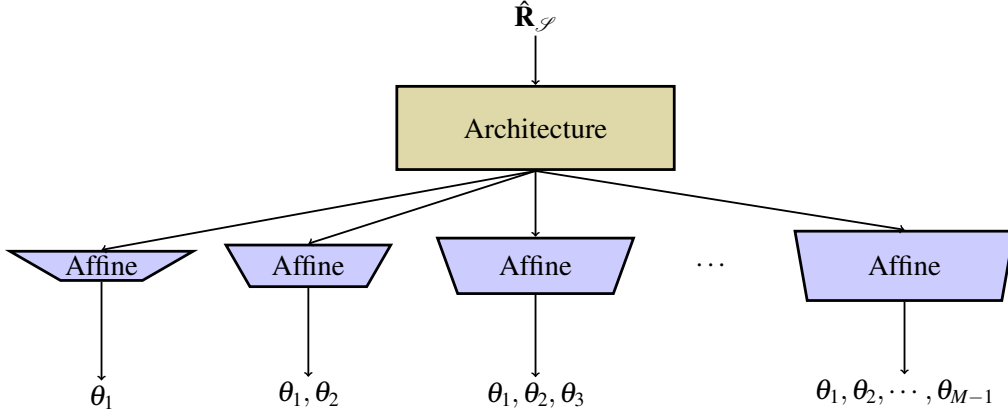 R̂_𝒮
Architecture
Affine Affine Affine ⋯ Affine
θ₁ θ₁, θ₂ θ₁, θ₂, θ₃ θ₁, θ₂, ⋯ , θ_{M−1}